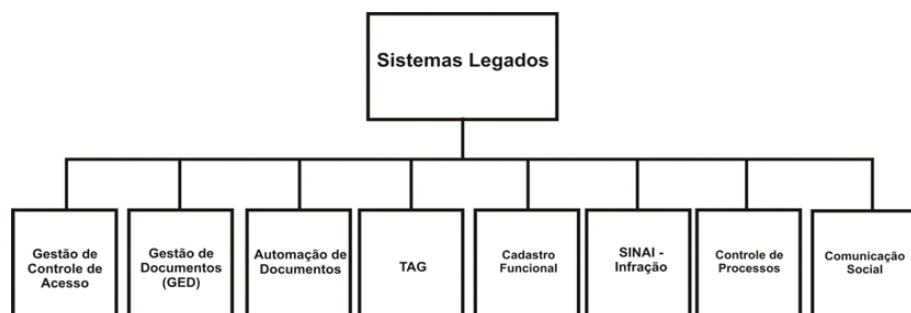 Sistemas Legados
Gestão de
Controle de
Acesso
Gestão de
Documentos
(GED)
Automação de
Documentos
TAG
Cadastro
Funcional
SINAI -
Infração
Controle de
Processos
Comunicação
Social